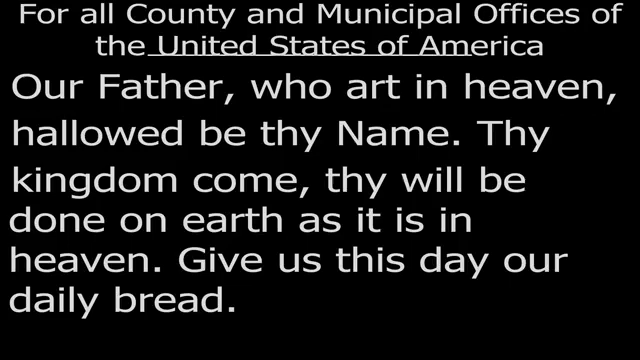 For all County and Municipal Offices of
the United States of America
Our Father, who art in heaven,
hallowed be thy Name. Thy
kingdom come, thy will be
done on earth as it is in
heaven. Give us this day our
daily bread.